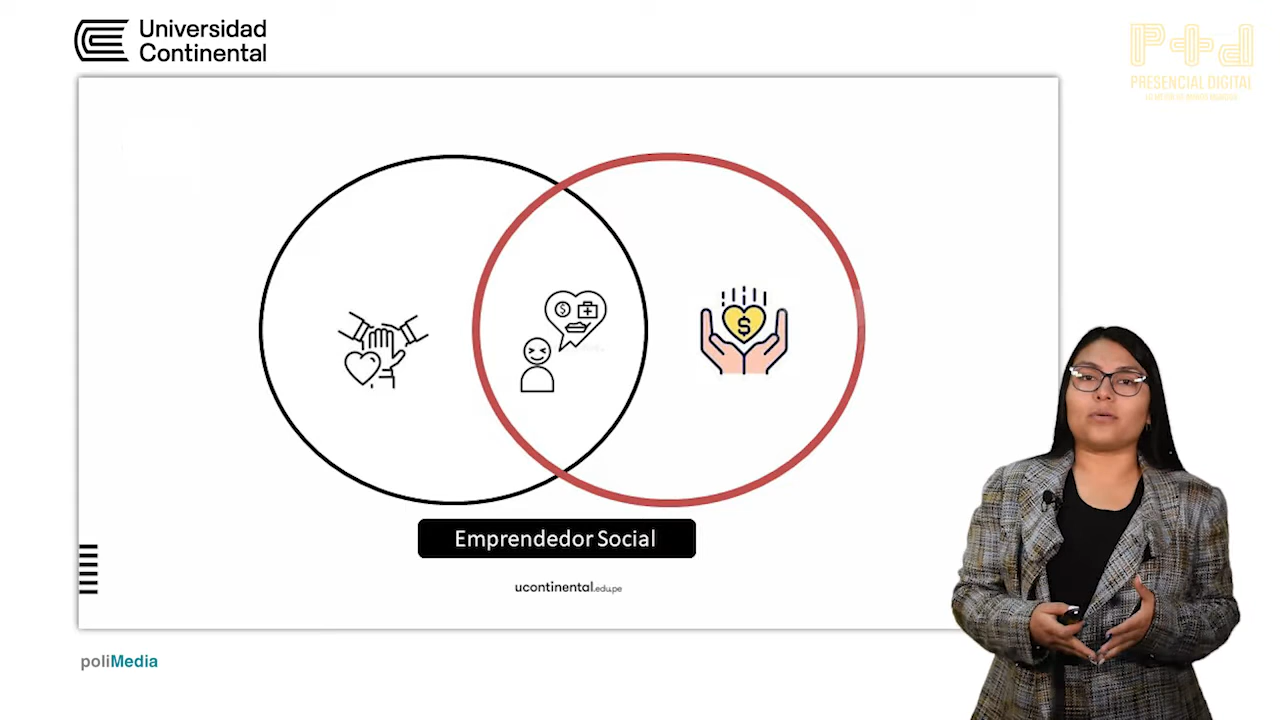 Universidad
Continental
P+d
PRESENCIAL DIGITAL
$
$
Emprendedor Social
ucontinental.edu.pe
poliMedia